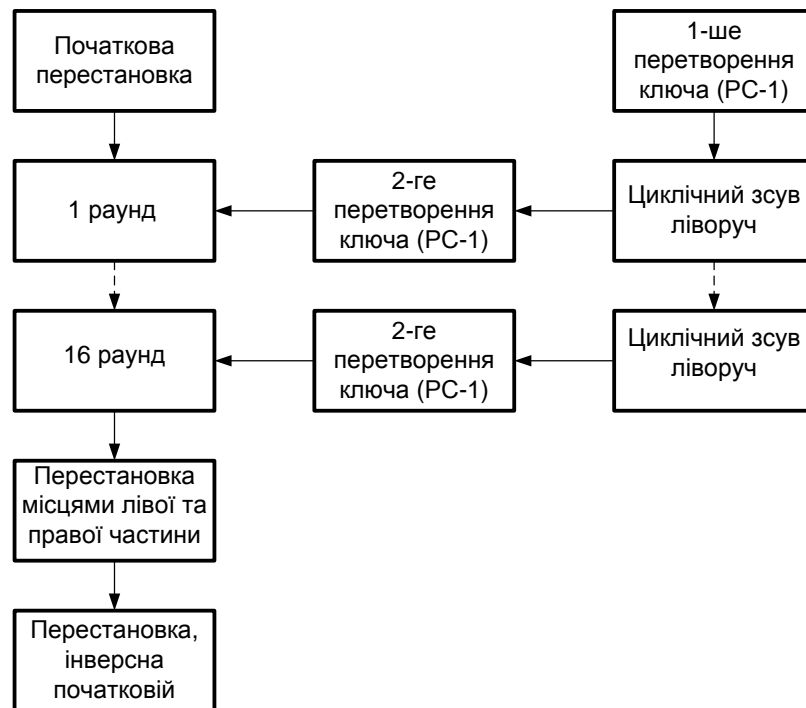 Початкова
перестановка
1-ше
перетворення
ключа (PC-1)
1 раунд
2-ге
перетворення
ключа (PC-1)
Циклічний зсув
ліворуч
16 раунд
2-ге
перетворення
ключа (PC-1)
Циклічний зсув
ліворуч
Перестановка
місцями лівої та
правої частини
Перестановка,
інверсна
початковій